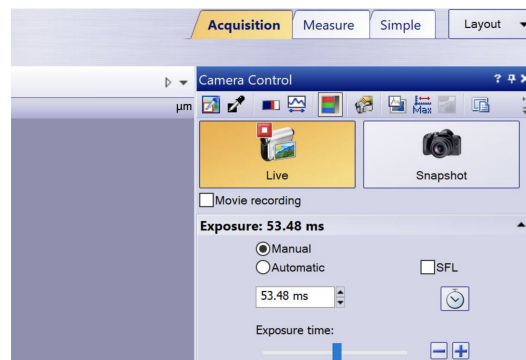 Acquisition Measure Simple Layout
Camera Control ?
µm
Max
Live Snapshot
Movie recording
Exposure: 53.48 ms
Manual
Automatic SFL
53.48 ms
Exposure time: